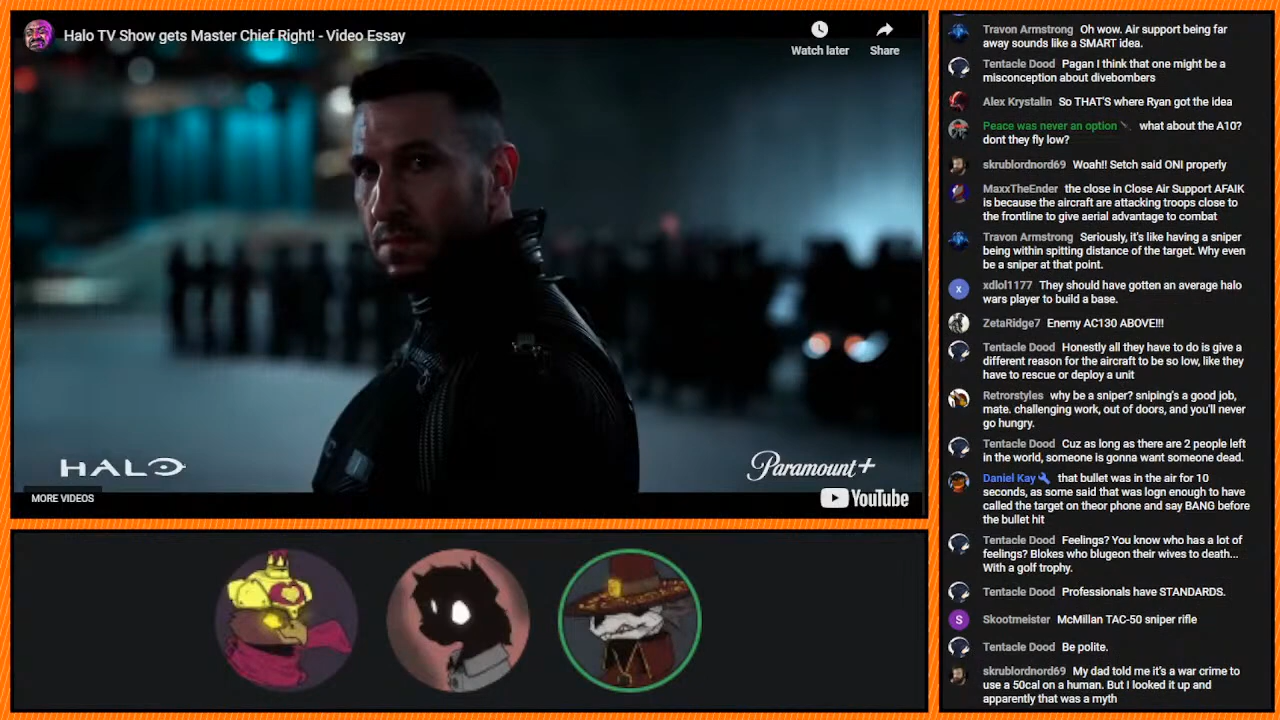 Halo TV Show gets Master Chief Right! - Video Essay
Watch later
Share
HALO
Paramount+
MORE VIDEOS
YouTube
Travon Armstrong Oh wow. Air support being far
away sounds like a SMART idea.
Tentacle Dood Pagan I think that one might be a
misconception about divebombers
Alex Krystalin So THAT'S where Ryan got the idea
Peace was never an option what about the A10?
dont they fly low?
skrublordnord69 Woah!! Setch said ONI properly
MaxxTheEnder the close in Close Air Support AFAIK
is because the aircraft are attacking troops close to
the frontline to give aerial advantage to combat
Travon Armstrong Seriously, it's like having a sniper
being within spitting distance of the target. Why even
be a sniper at that point.
x
xdlol1177 They should have gotten an average halo
wars player to build a base.
ZetaRidge7 Enemy AC130 ABOVE!!!
Tentacle Dood Honestly all they have to do is give a
different reason for the aircraft to be so low, like they
have to rescue or deploy a unit
Retrorstyles why be a sniper? sniping's a good job,
mate. challenging work, out of doors, and you'll never
go hungry.
Tentacle Dood Cuz as long as there are 2 people left
in the world, someone is gonna want someone dead.
Daniel Kay that bullet was in the air for 10
seconds, as some said that was logn enough to have
called the target on theor phone and say BANG before
the bullet hit
Tentacle Dood Feelings? You know who has a lot of
feelings? Blokes who blugeon their wives to death...
With a golf trophy.
Tentacle Dood Professionals have STANDARDS.
S
Skootmeister McMillan TAC-50 sniper rifle
Tentacle Dood Be polite.
skrublordnord69 My dad told me it's a war crime to
use a 50cal on a human. But I looked it up and
apparently that was a myth